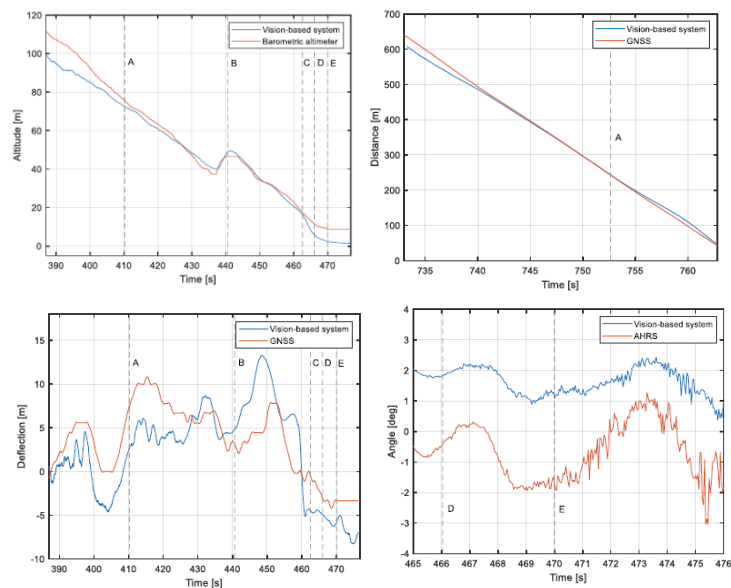 120
100
80
60
40
20
0
Altitude [m]
Vision-based system
Barometric altimeter
A
B
C
D
E
390
400
410
420
430
440
450
460
470
Time [s]
700
600
500
400
300
200
100
0
Distance [m]
Vision-based system
GNSS
A
735
740
745
750
755
760
Time [s]
15
10
5
0
-5
-10
Deflection [m]
Vision-based system
GNSS
A
B
C
D
E
390
400
410
420
430
440
450
460
470
Time [s]
4
3
2
1
0
-1
-2
-3
-4
Angle [deg]
Vision-based system
AHRS
D
E
465
466
467
468
469
470
471
472
473
474
475
476
Time [s]